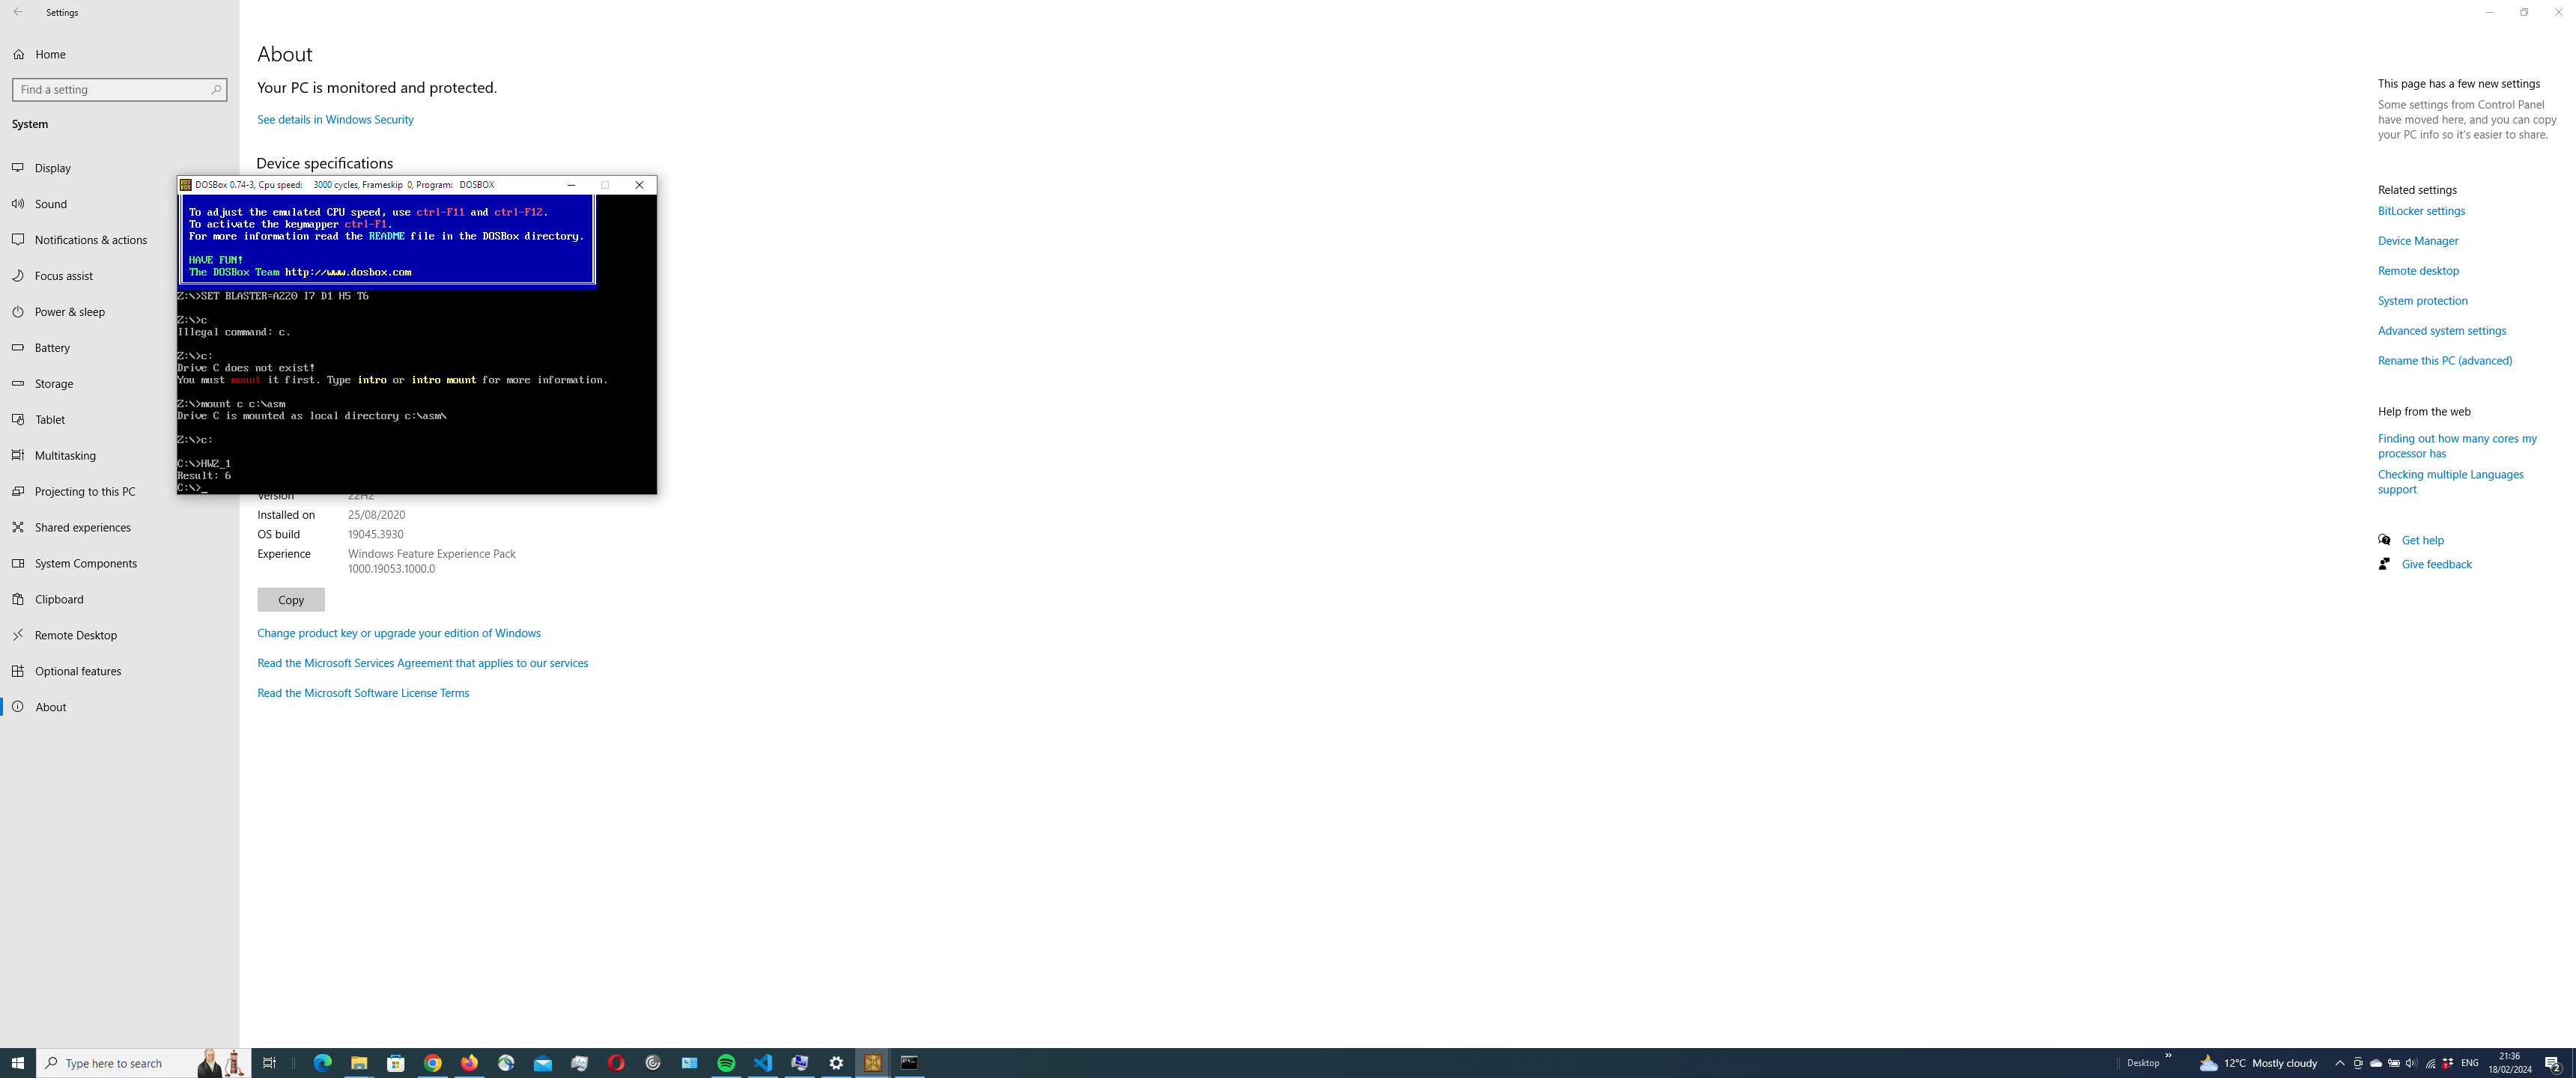 Settings
Home
Find a setting
System
Display
Sound
Notifications & actions
Focus assist
Power & sleep
Battery
Storage
Tablet
Multitasking
Projecting to this PC
Shared experiences
System Components
Clipboard
Remote Desktop
Optional features
About
About
Your PC is monitored and protected.
See details in Windows Security
Device specifications
DOSBox 0.74-3, Cpu speed: 3000 cycles, Frameskip 0, Program: DOSBOX
To adjust the emulated CPU speed, use ctrl-F11 and ctrl-F12.
To activate the keymapper ctrl-F1.
For more information read the README file in the DOSBox directory.
HAVE FUN!
The DOSBox Team http://www.dosbox.com
Z:\>SET BLASTER=A220 I7 D1 H5 T6
Z:\>c
Illegal command: c.
Z:\>c:
Drive C does not exist!
You must mount it first. Type intro or intro mount for more information.
Z:\>mount c c:\asm
Drive C is mounted as local directory c:\asm\
Z:\>c:
C:\>HW2_1
Result: 6
C:\>_
Version 22H2
Installed on 25/08/2020
OS build 19045.3930
Experience Windows Feature Experience Pack
1000.19053.1000.0
Copy
Change product key or upgrade your edition of Windows
Read the Microsoft Services Agreement that applies to our services
Read the Microsoft Software License Terms
This page has a few new settings
Some settings from Control Panel
have moved here, and you can copy
your PC info so it's easier to share.
Related settings
BitLocker settings
Device Manager
Remote desktop
System protection
Advanced system settings
Rename this PC (advanced)
Help from the web
Finding out how many cores my
processor has
Checking multiple Languages
support
Get help
Give feedback
Type here to search
Desktop
12°C Mostly cloudy
ENG
21:36
18/02/2024
2